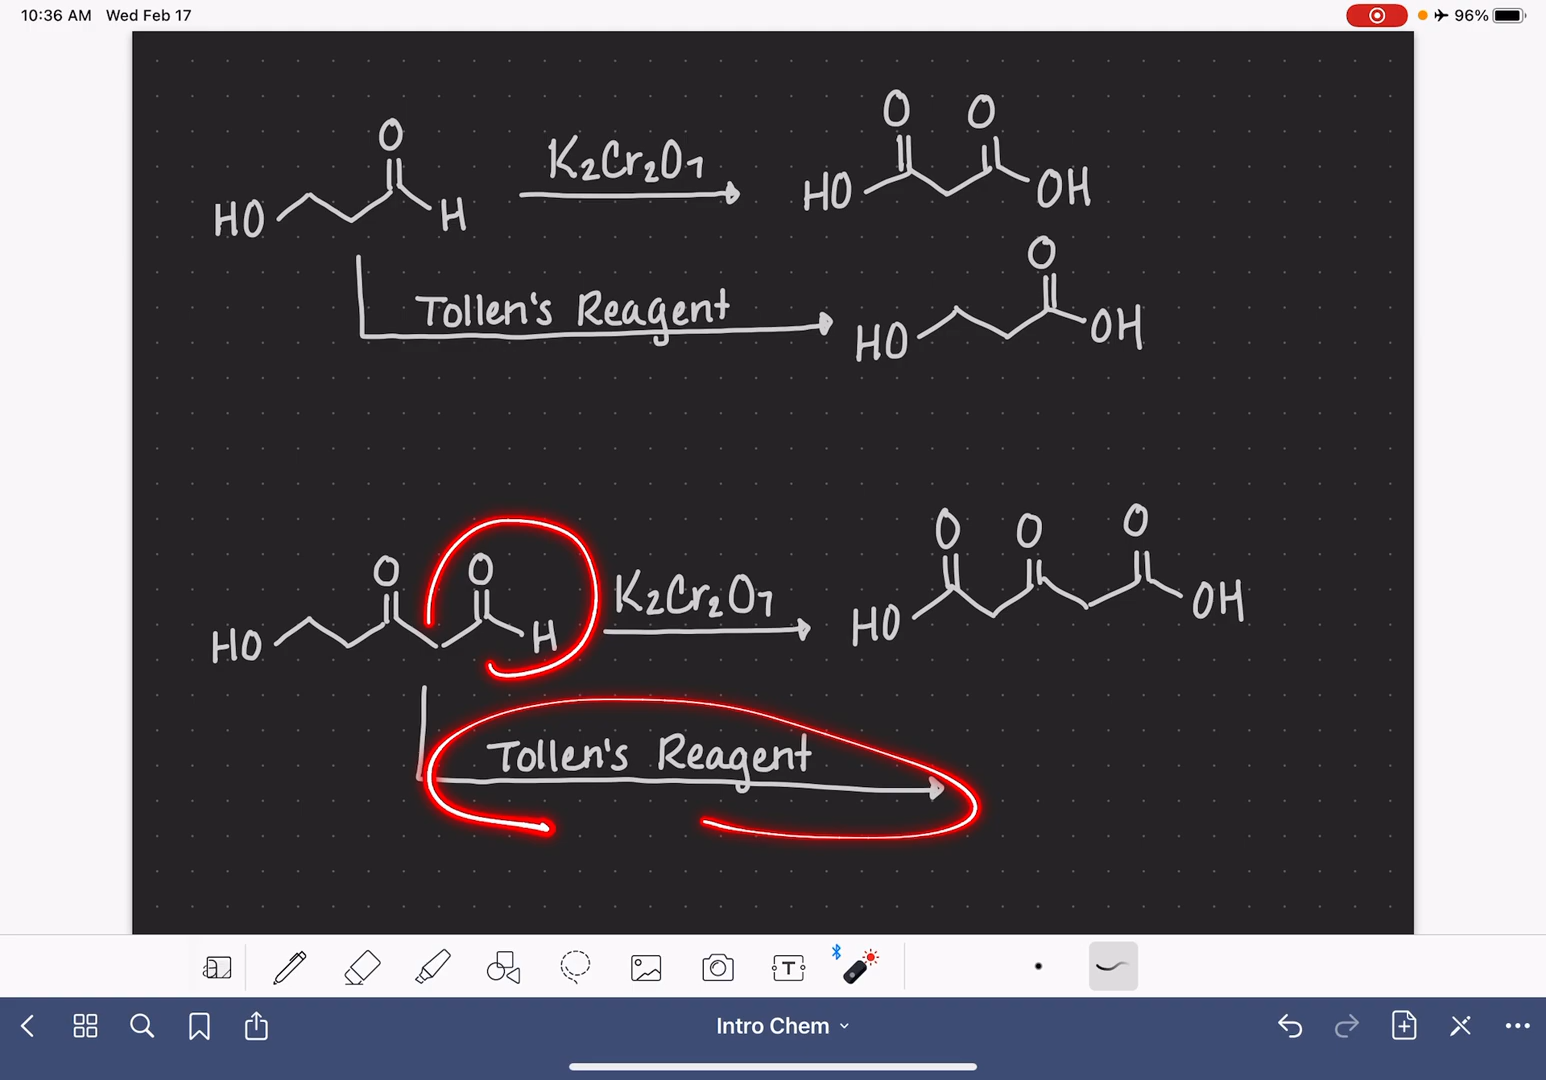 10:36 AM Wed Feb 17
96%
O
HO
H
K₂Cr₂O₇
O O
HO
OH
Tollen's Reagent
O
HO
OH
O O
HO
H
K₂Cr₂O₇
O O O
HO
OH
Tollen's Reagent
T
Intro Chem